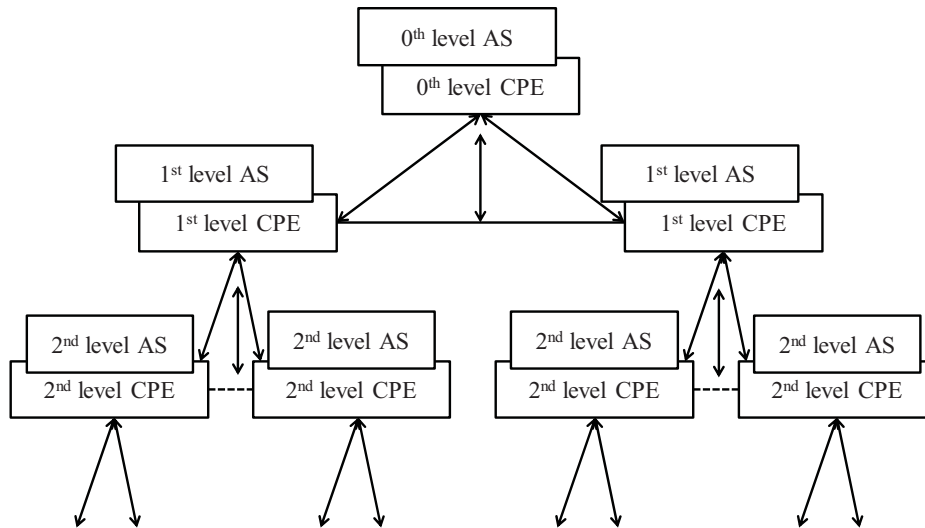 0th level AS
0th level CPE
1st level AS
1st level CPE
1st level AS
1st level CPE
2nd level AS
2nd level CPE
2nd level AS
2nd level CPE
2nd level AS
2nd level CPE
2nd level AS
2nd level CPE